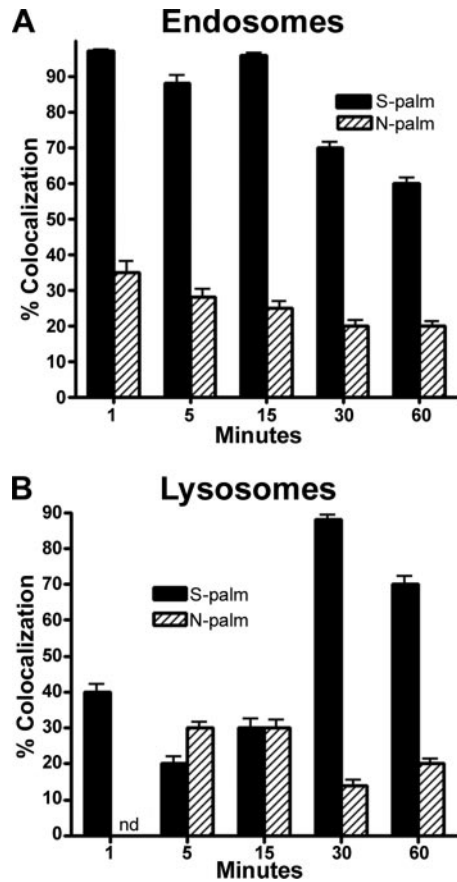 A Endosomes
% Colocalization
90
80
70
60
50
40
30
20
10
0
S-palm
N-palm
1 5 15 30 60
Minutes
B Lysosomes
% Colocalization
90
80
70
60
50
40
30
20
10
0
S-palm
N-palm
nd
1 5 15 30 60
Minutes